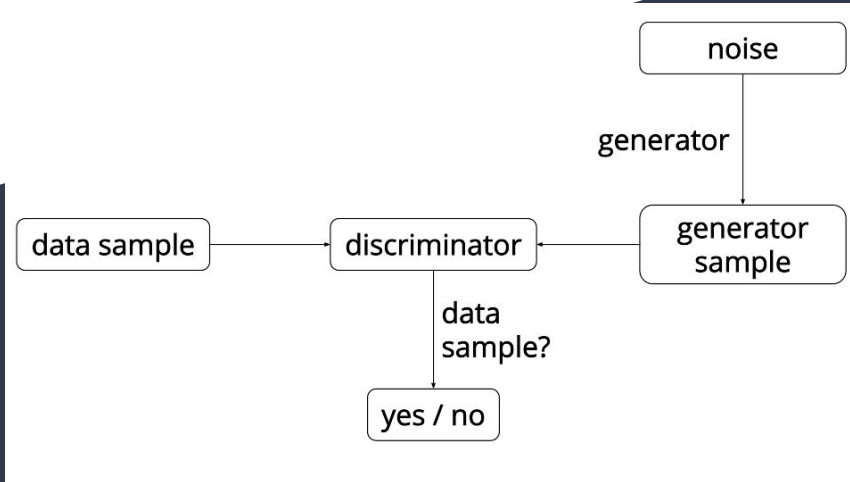 noise
generator
data sample
discriminator
generator
sample
data
sample?
yes / no